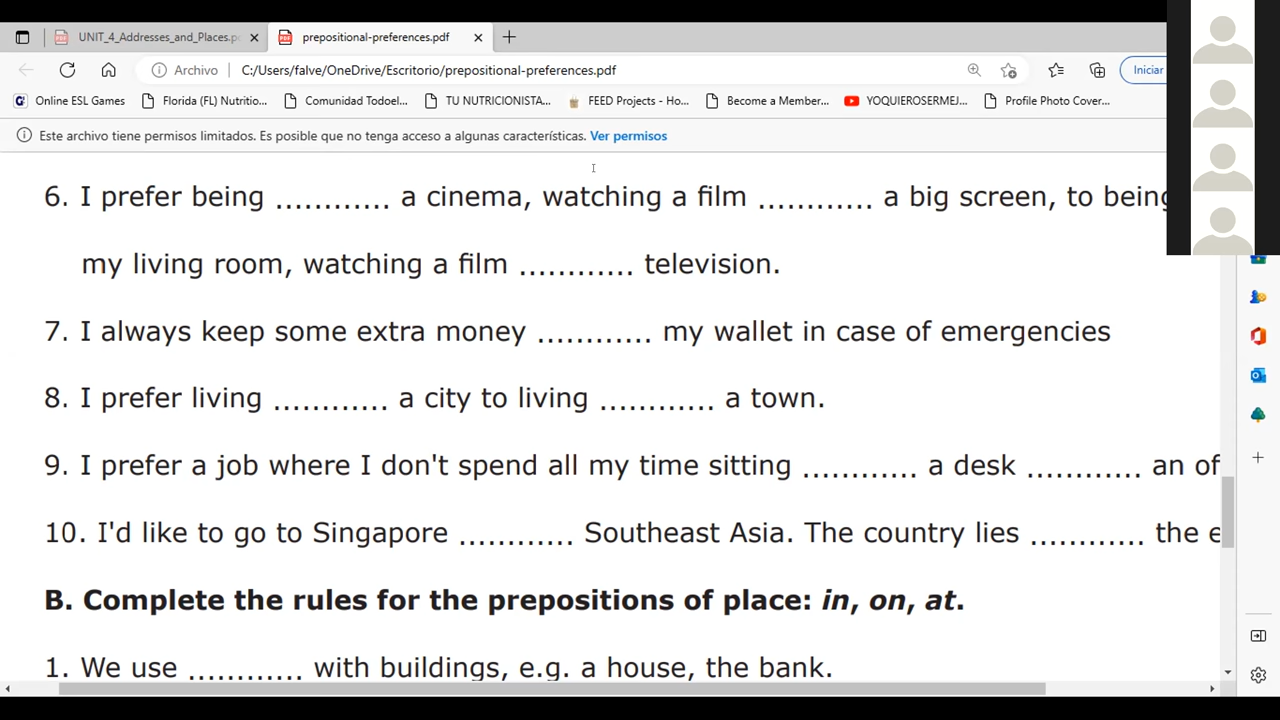 UNIT_4_Addresses_and_Places.p
prepositional-preferences.pdf
Archivo C:/Users/falve/OneDrive/Escritorio/prepositional-preferences.pdf Iniciar
Online ESL Games Florida (FL) Nutritio... Comunidad Todoel... TU NUTRICIONISTA... FEED Projects - Ho... Become a Member... YOQUIEROSERMEJ... Profile Photo Cover...
Este archivo tiene permisos limitados. Es posible que no tenga acceso a algunas características. Ver permisos
6. I prefer being ............ a cinema, watching a film ............ a big screen, to being
my living room, watching a film ............ television.
7. I always keep some extra money ............ my wallet in case of emergencies
8. I prefer living ............ a city to living ............ a town.
9. I prefer a job where I don't spend all my time sitting ............ a desk ............ an of
10. I'd like to go to Singapore ............ Southeast Asia. The country lies ............ the e
B. Complete the rules for the prepositions of place: in, on, at.
1. We use ............ with buildings, e.g. a house, the bank.